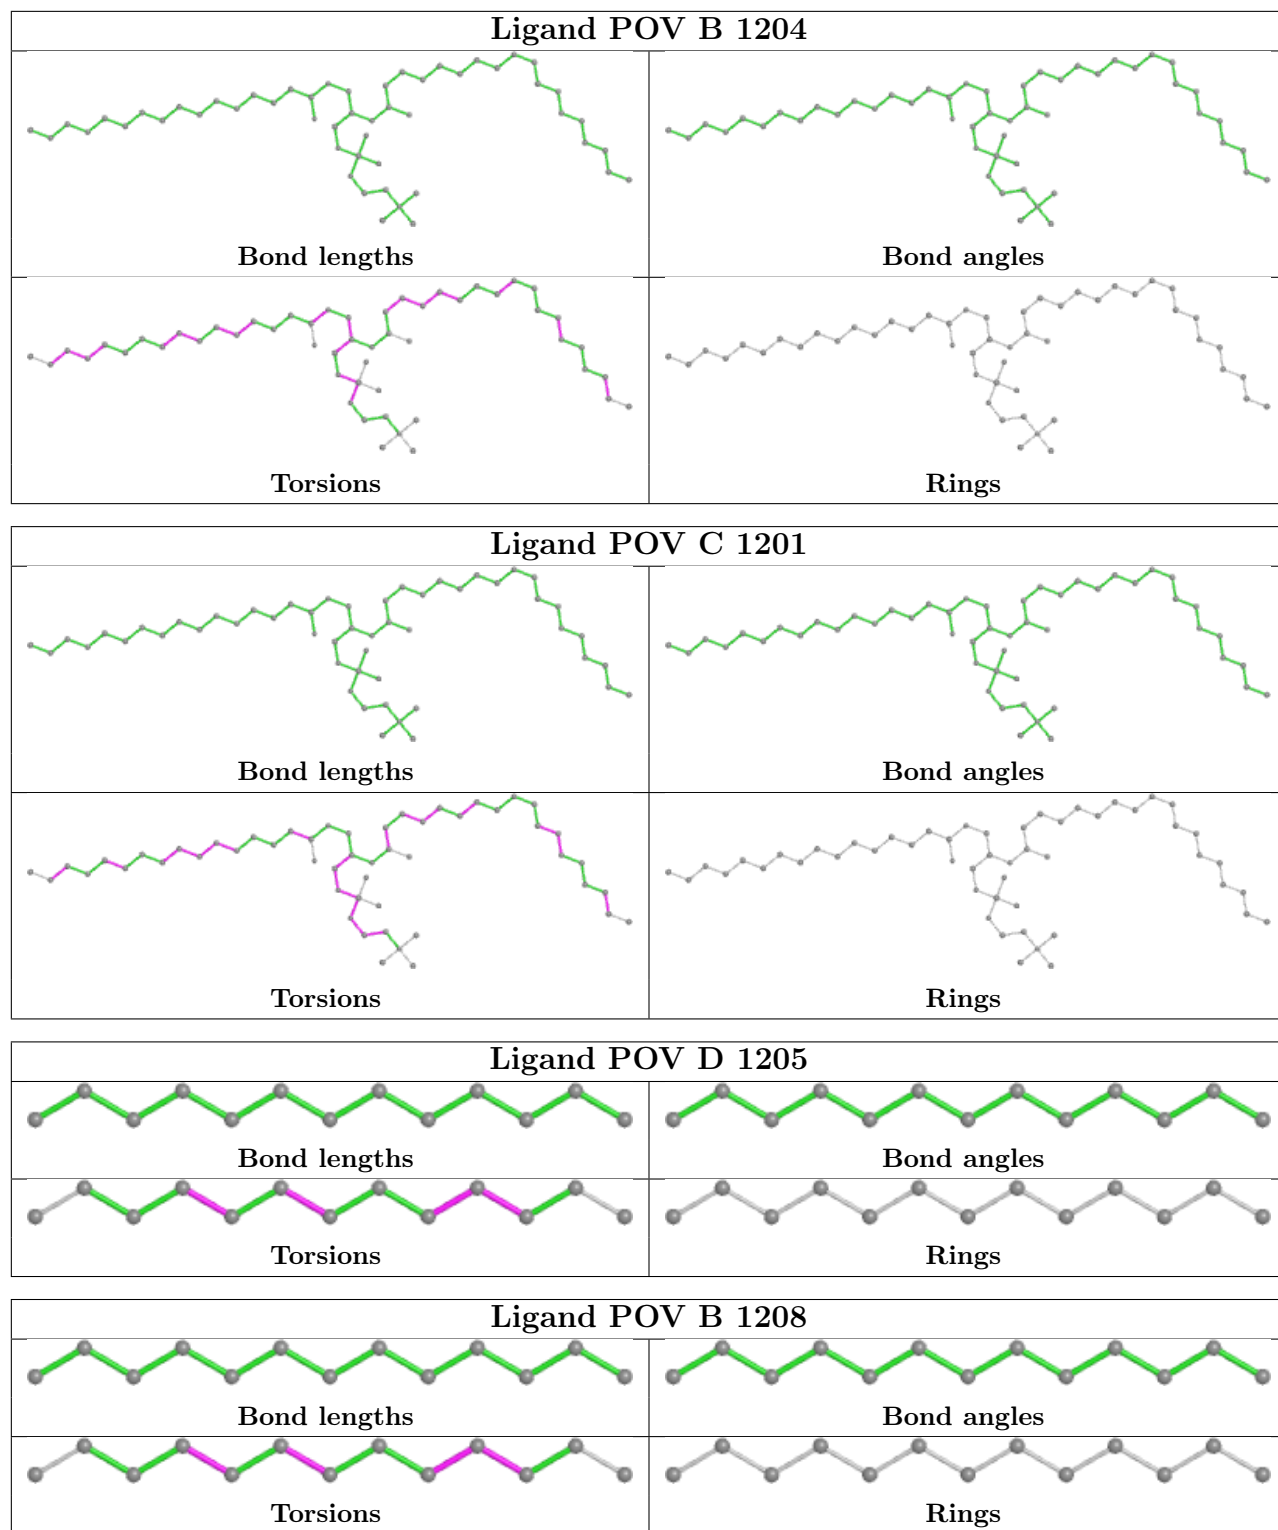 Ligand POV B 1204
Bond lengths
Bond angles
Torsions
Rings
Ligand POV C 1201
Bond lengths
Bond angles
Torsions
Rings
Ligand POV D 1205
Bond lengths
Bond angles
Torsions
Rings
Ligand POV B 1208
Bond lengths
Bond angles
Torsions
Rings